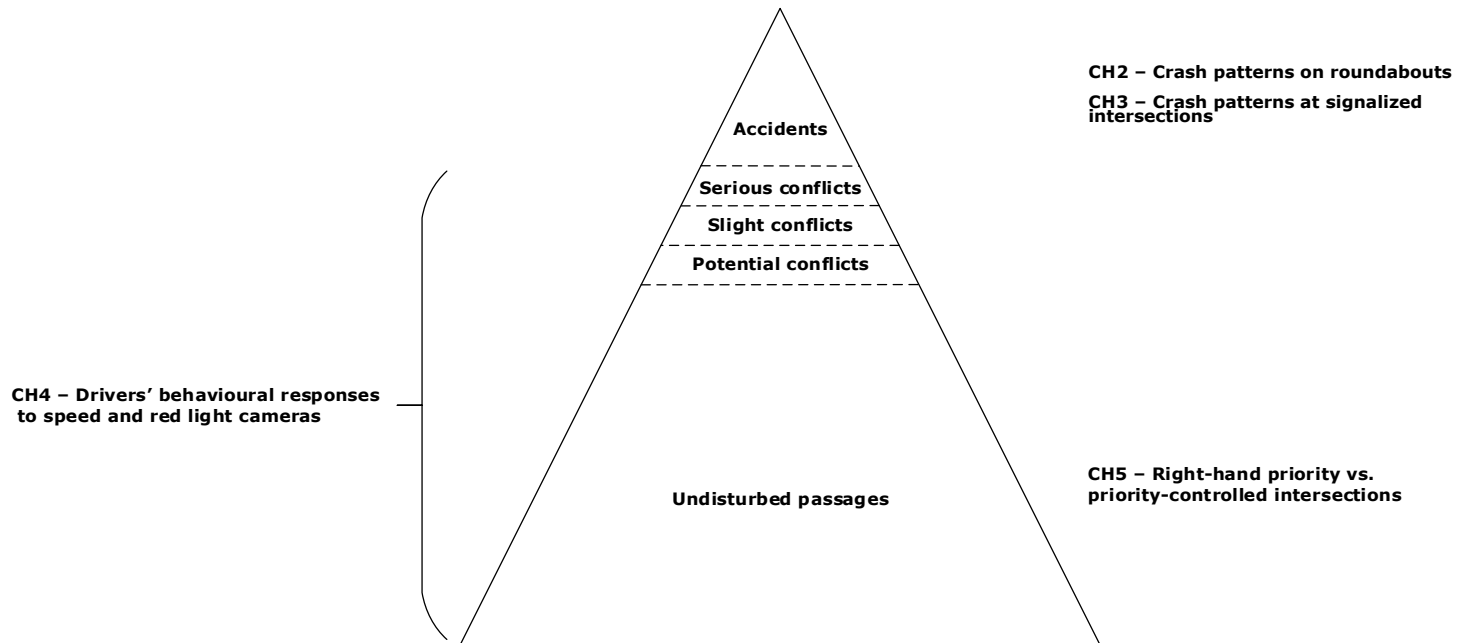 CH2 – Crash patterns on roundabouts
CH3 – Crash patterns at signalized
intersections
Accidents
Serious conflicts
Slight conflicts
Potential conflicts
CH4 – Drivers’ behavioural responses
to speed and red light cameras
CH5 – Right-hand priority vs.
priority-controlled intersections
Undisturbed passages